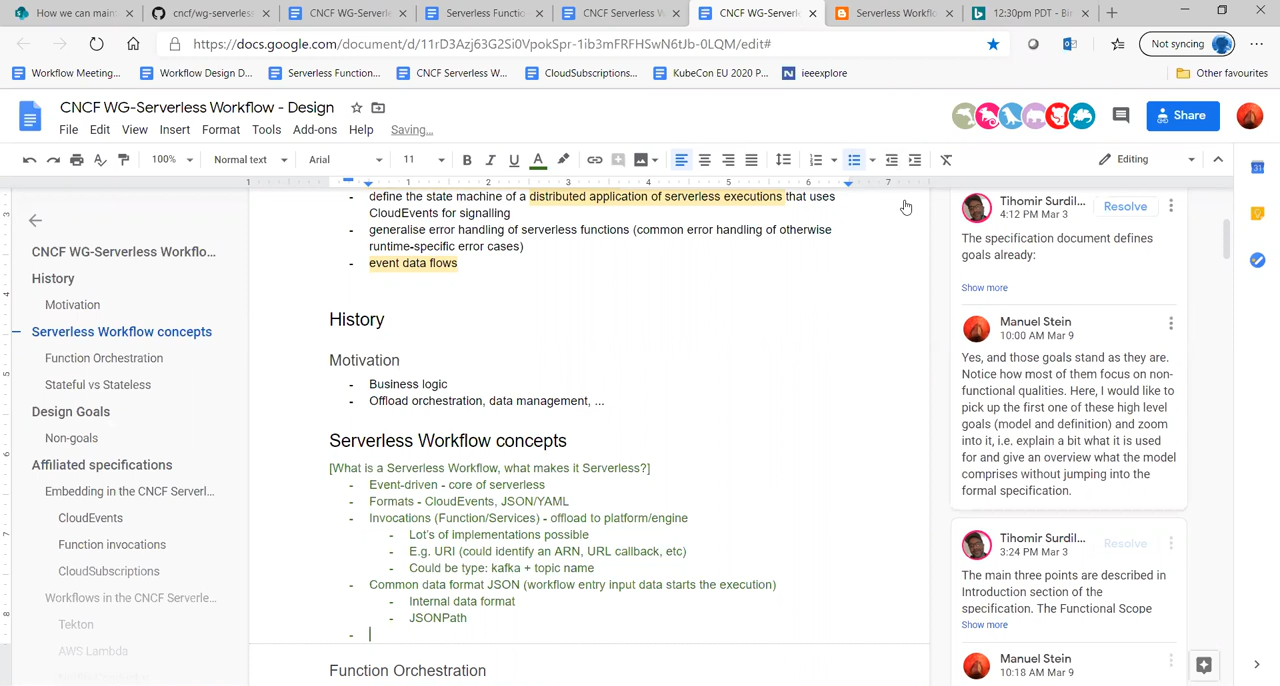 How we can main
cncf/wg-serverless
CNCF WG-Serverle
Serverless Functio
CNCF Serverless W
CNCF WG-Serverle
Serverless Workflo
12:30pm PDT - Bi
https://docs.google.com/document/d/11rD3Azj63G2Si0VpokSpr-1ib3mFRFHSwN6tJb-0LQM/edit#
Not syncing
Workflow Meeting...
Workflow Design D...
Serverless Function...
CNCF Serverless W...
CloudSubscriptions...
KubeCon EU 2020 P...
ieeexplore
Other favourites
CNCF WG-Serverless Workflow - Design
File Edit View Insert Format Tools Add-ons Help Saving...
Share
100% Normal text Arial 11 Editing
1 1 2 3 4 5 6 7
CNCF WG-Serverless Workflo...
History
Motivation
Serverless Workflow concepts
Function Orchestration
Stateful vs Stateless
Design Goals
Non-goals
Affiliated specifications
Embedding in the CNCF Serverl...
CloudEvents
Function invocations
CloudSubscriptions
Workflows in the CNCF Serverle...
Tekton
AWS Lambda
- define the state machine of a distributed application of serverless executions that uses
CloudEvents for signalling
- generalise error handling of serverless functions (common error handling of otherwise
runtime-specific error cases)
- event data flows
History
Motivation
- Business logic
- Offload orchestration, data management, ...
Serverless Workflow concepts
[What is a Serverless Workflow, what makes it Serverless?]
- Event-driven - core of serverless
- Formats - CloudEvents, JSON/YAML
- Invocations (Function/Services) - offload to platform/engine
- Lot's of implementations possible
- E.g. URI (could identify an ARN, URL callback, etc)
- Could be type: kafka + topic name
- Common data format JSON (workflow entry input data starts the execution)
- Internal data format
- JSONPath
-
Function Orchestration
Tihomir Surdil...
4:12 PM Mar 3
Resolve
The specification document defines
goals already:
Show more
Manuel Stein
10:00 AM Mar 9
Yes, and those goals stand as they are.
Notice how most of them focus on non-
functional qualities. Here, I would like to
pick up the first one of these high level
goals (model and definition) and zoom
into it, i.e. explain a bit what it is used
for and give an overview what the model
comprises without jumping into the
formal specification.
Tihomir Surdil...
3:24 PM Mar 3
Resolve
The main three points are described in
Introduction section of the
specification. The Functional Scope
Show more
Manuel Stein
10:18 AM Mar 9